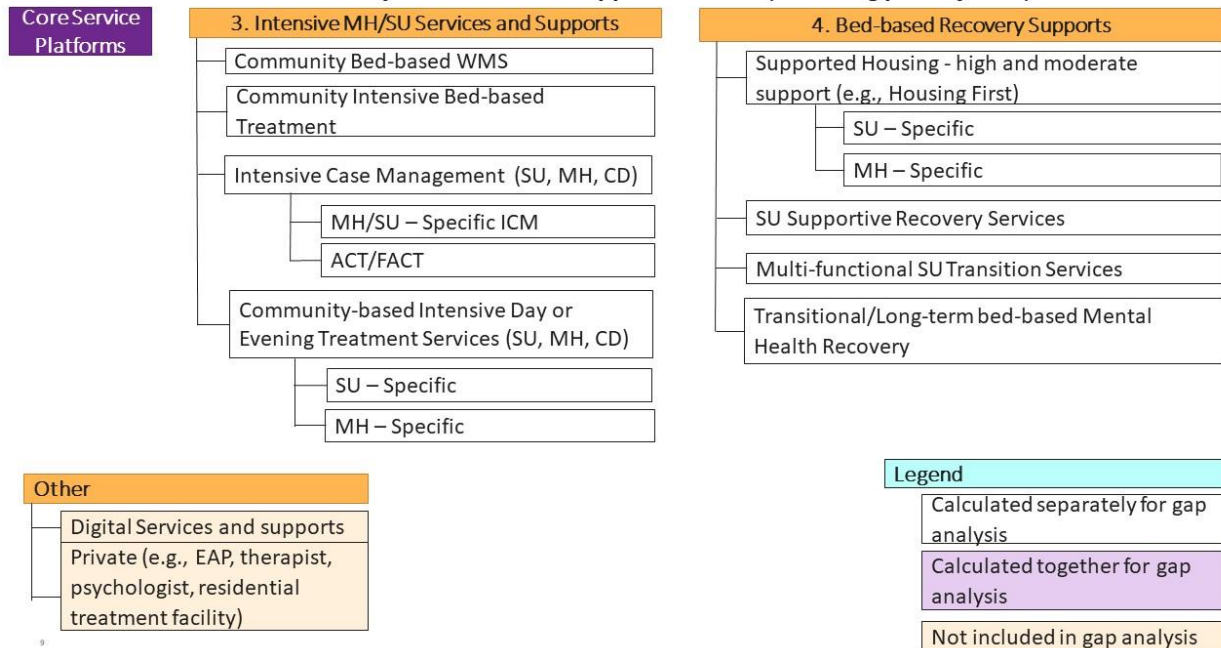 Core Service
Platforms
3. Intensive MH/SU Services and Supports
Community Bed-based WMS
Community Intensive Bed-based
Treatment
Intensive Case Management (SU, MH, CD)
MH/SU – Specific ICM
ACT/FACT
Community-based Intensive Day or
Evening Treatment Services (SU, MH, CD)
SU – Specific
MH – Specific
4. Bed-based Recovery Supports
Supported Housing - high and moderate
support (e.g., Housing First)
SU – Specific
MH – Specific
SU Supportive Recovery Services
Multi-functional SU Transition Services
Transitional/Long-term bed-based Mental
Health Recovery
Other
Digital Services and supports
Private (e.g., EAP, therapist,
psychologist, residential
treatment facility)
Legend
Calculated separately for gap
analysis
Calculated together for gap
analysis
Not included in gap analysis
9